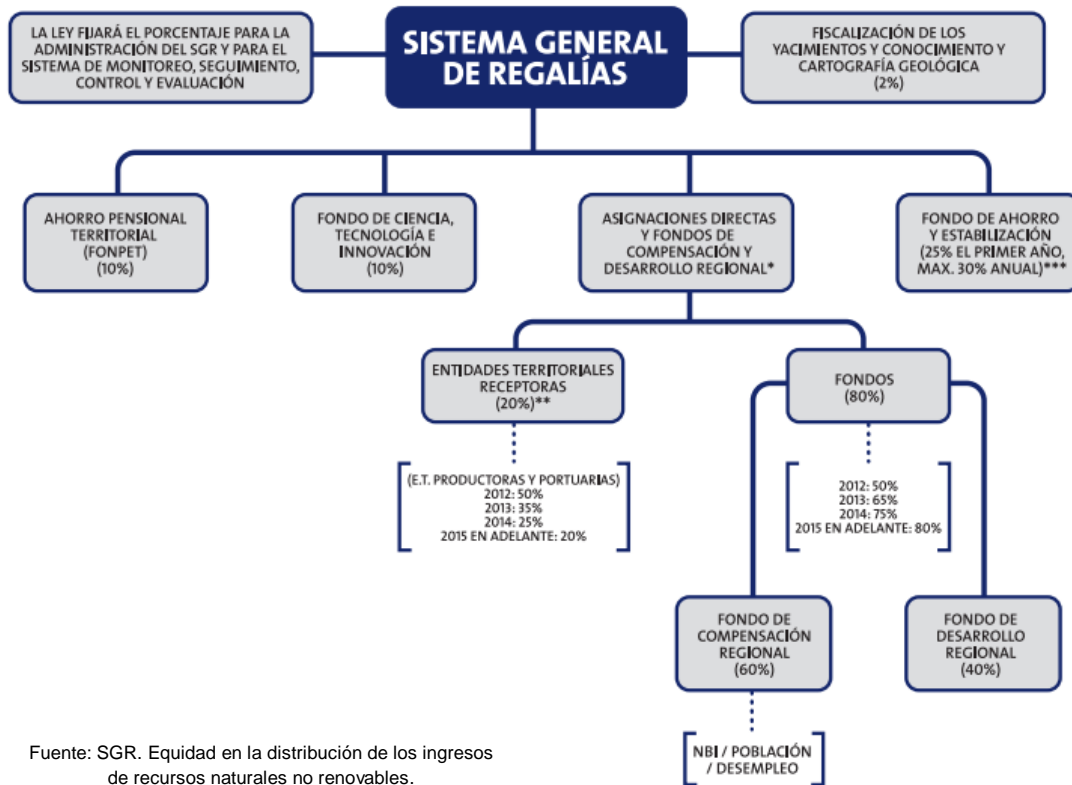 LA LEY FIJARÁ EL PORCENTAJE PARA LA
ADMINISTRACIÓN DEL SGR Y PARA EL
SISTEMA DE MONITOREO, SEGUIMIENTO,
CONTROL Y EVALUACIÓN
SISTEMA GENERAL
DE REGALÍAS
FISCALIZACIÓN DE LOS
YACIMIENTOS Y CONOCIMIENTO Y
CARTOGRAFÍA GEOLÓGICA
(2%)
AHORRO PENSIONAL
TERRITORIAL
(FONPET)
(10%)
FONDO DE CIENCIA,
TECNOLOGÍA E
INNOVACIÓN
(10%)
ASIGNACIONES DIRECTAS
Y FONDOS DE
COMPENSACIÓN Y
DESARROLLO REGIONAL*
FONDO DE AHORRO
Y ESTABILIZACIÓN
(25% EL PRIMER AÑO,
MAX. 30% ANUAL)***
ENTIDADES TERRITORIALES
RECEPTORAS
(20%)**
FONDOS
(80%)
(E.T. PRODUCTORAS Y PORTUARIAS)
2012: 50%
2013: 35%
2014: 25%
2015 EN ADELANTE: 20%
2012: 50%
2013: 65%
2014: 75%
2015 EN ADELANTE: 80%
FONDO DE
COMPENSACIÓN
REGIONAL
(60%)
FONDO DE
DESARROLLO
REGIONAL
(40%)
NBI / POBLACIÓN
/ DESEMPLEO
Fuente: SGR. Equidad en la distribución de los ingresos
de recursos naturales no renovables.